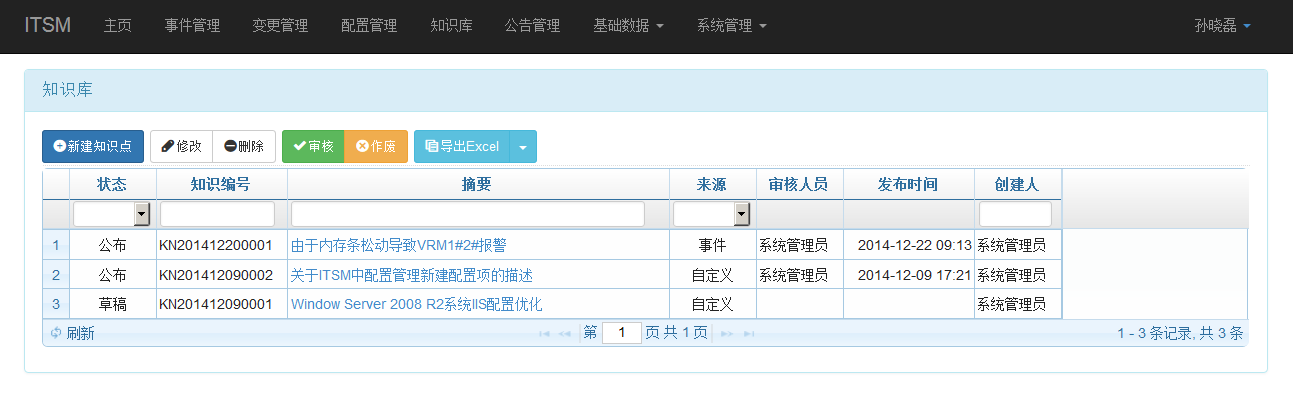 ITSM 主页 事件管理 变更管理 配置管理 知识库 公告管理 基础数据 系统管理 孙晓磊
知识库
新建知识点 修改 删除 审核 作废 导出Excel
状态 知识编号 摘要 来源 审核人员 发布时间 创建人
1 公布 KN201412200001 由于内存条松动导致VRM1#2#报警 事件 系统管理员 2014-12-22 09:13 系统管理员
2 公布 KN201412090002 关于ITSM中配置管理新建配置项的描述 自定义 系统管理员 2014-12-09 17:21 系统管理员
3 草稿 KN201412090001 Window Server 2008 R2系统IIS配置优化 自定义 系统管理员
刷新 第 1 页 共 1 页 1 - 3 条记录, 共 3 条